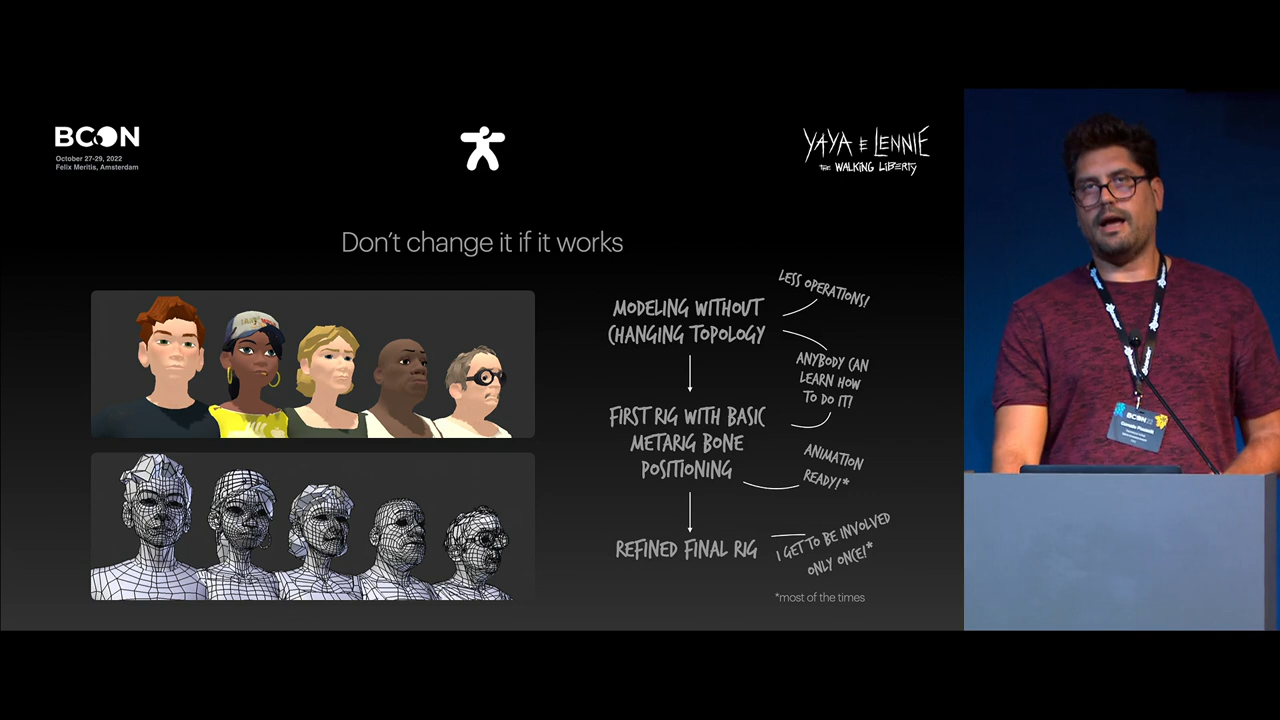 BCON
October 27-29, 2022
Felix Meritis, Amsterdam
YAYA E LENNIE
THE WALKING LIBERTY
Don't change it if it works
MODELING WITHOUT
CHANGING TOPOLOGY
LESS OPERATIONS!
ANYBODY CAN
LEARN HOW
TO DO IT!
FIRST RIG WITH BASIC
METARIG BONE
POSITIONING
ANIMATION
READY!*
REFINED FINAL RIG
I GET TO BE INVOLVED
ONLY ONCE!*
*most of the times
BCON22